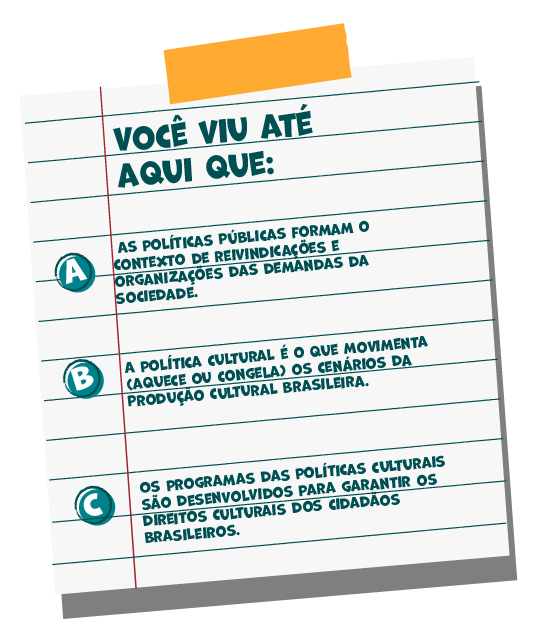 VOCÊ VIU ATÉ
AQUI QUE:
A
AS POLÍTICAS PÚBLICAS FORMAM O
CONTEXTO DE REIVINDICAÇÕES E
ORGANIZAÇÕES DAS DEMANDAS DA
SOCIEDADE.
B
A POLÍTICA CULTURAL É O QUE MOVIMENTA
(AQUECE OU CONGELA) OS CENÁRIOS DA
PRODUÇÃO CULTURAL BRASILEIRA.
C
OS PROGRAMAS DAS POLÍTICAS CULTURAIS
SÃO DESENVOLVIDOS PARA GARANTIR OS
DIREITOS CULTURAIS DOS CIDADÃOS
BRASILEIROS.